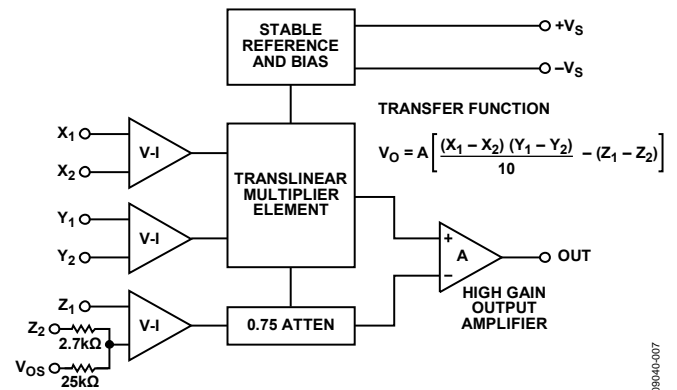 STABLE
REFERENCE
AND BIAS
+VS
–VS
TRANSFER FUNCTION
VO = A [ (X1 – X2) (Y1 – Y2) / 10 – (Z1 – Z2) ]
X1
X2
V-I
TRANSLINEAR
MULTIPLIER
ELEMENT
Y1
Y2
V-I
+
–
A
OUT
HIGH GAIN
OUTPUT
AMPLIFIER
Z1
Z2
2.7kΩ
V-I
0.75 ATTEN
VOS
25kΩ
09040-007